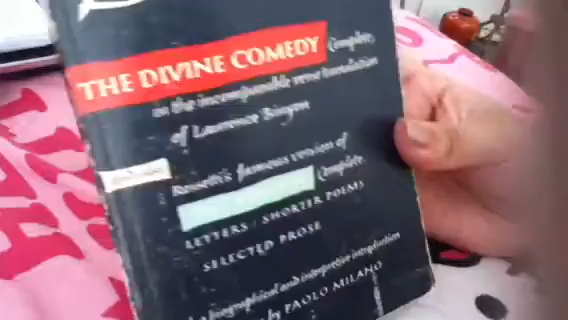 THE DIVINE COMEDY Complete,
in the incomparable verse translation
of Laurence Binyon
Rossetti's famous version of
Complete,
LETTERS · SHORTER POEMS
SELECTED PROSE
a biographical and interpretive introduction
by PAOLO MILANO